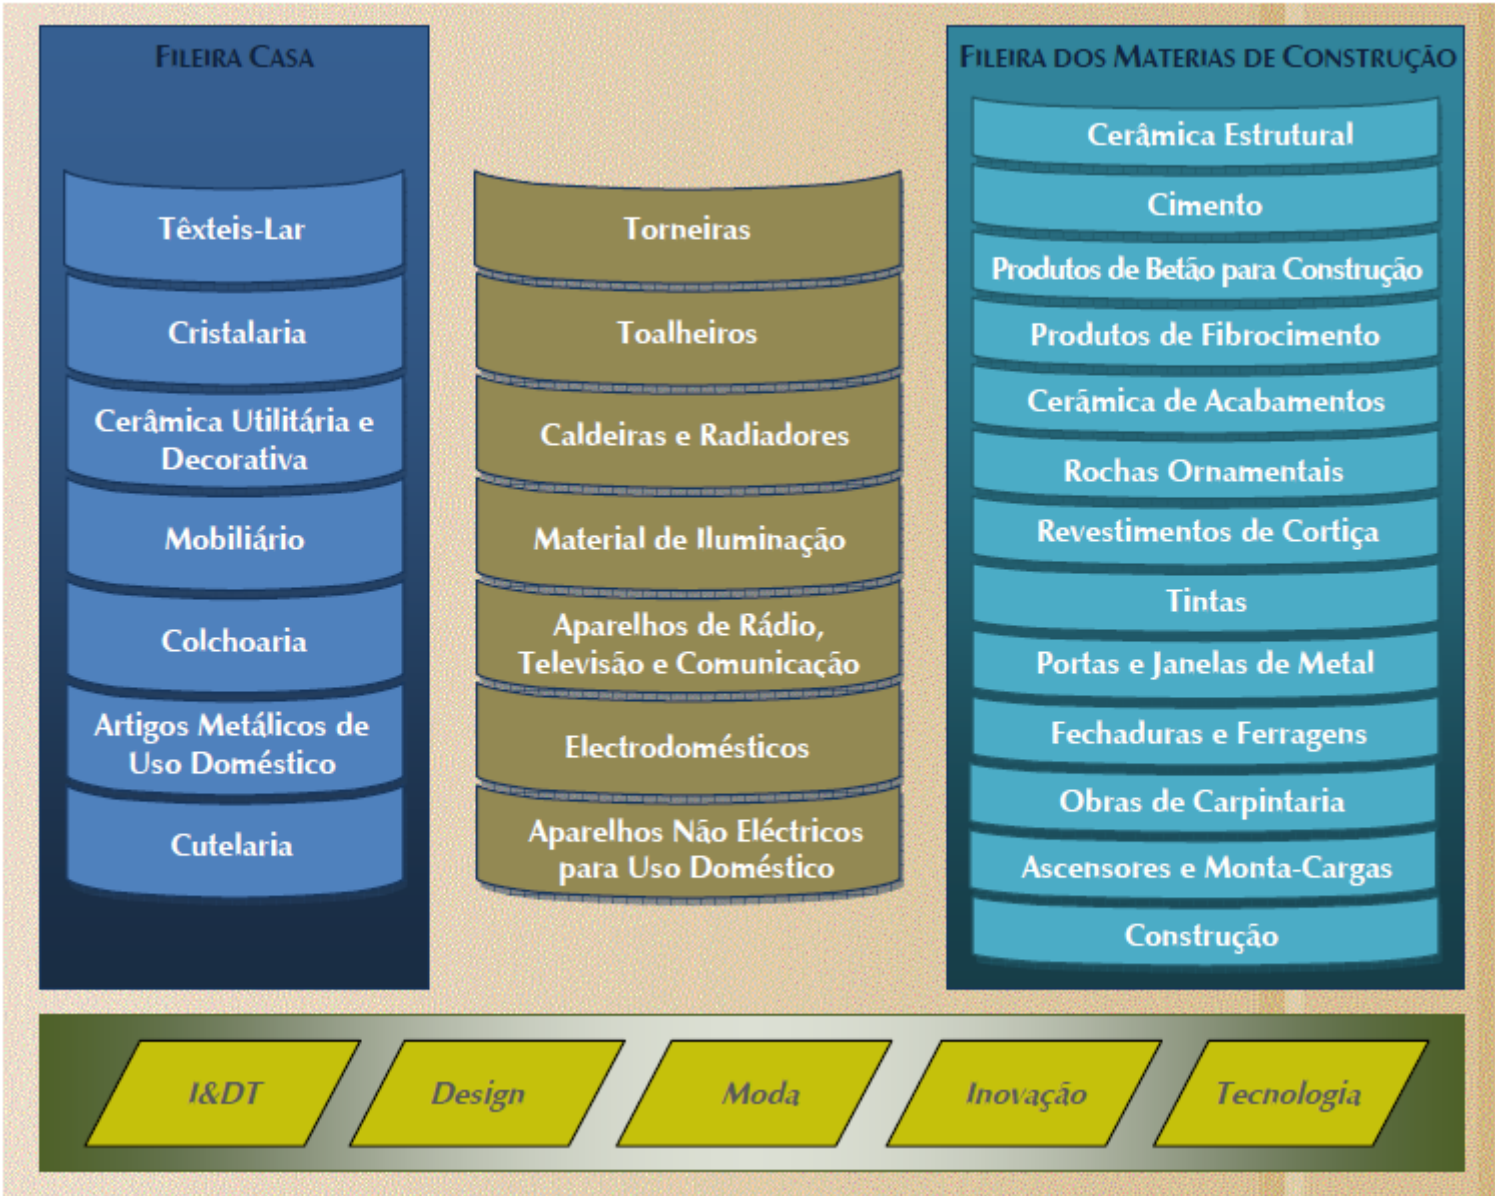 FILEIRA CASA
Têxteis-Lar
Cristalaria
Cerâmica Utilitária e
Decorativa
Mobiliário
Colchoaria
Artigos Metálicos de
Uso Doméstico
Cutelaria
Torneiras
Toalheiros
Caldeiras e Radiadores
Material de Iluminação
Aparelhos de Rádio,
Televisão e Comunicação
Electrodomésticos
Aparelhos Não Eléctricos
para Uso Doméstico
FILEIRA DOS MATERIAS DE CONSTRUÇÃO
Cerâmica Estrutural
Cimento
Produtos de Betão para Construção
Produtos de Fibrocimento
Cerâmica de Acabamentos
Rochas Ornamentais
Revestimentos de Cortiça
Tintas
Portas e Janelas de Metal
Fechaduras e Ferragens
Obras de Carpintaria
Ascensores e Monta-Cargas
Construção
I&DT
Design
Moda
Inovação
Tecnologia